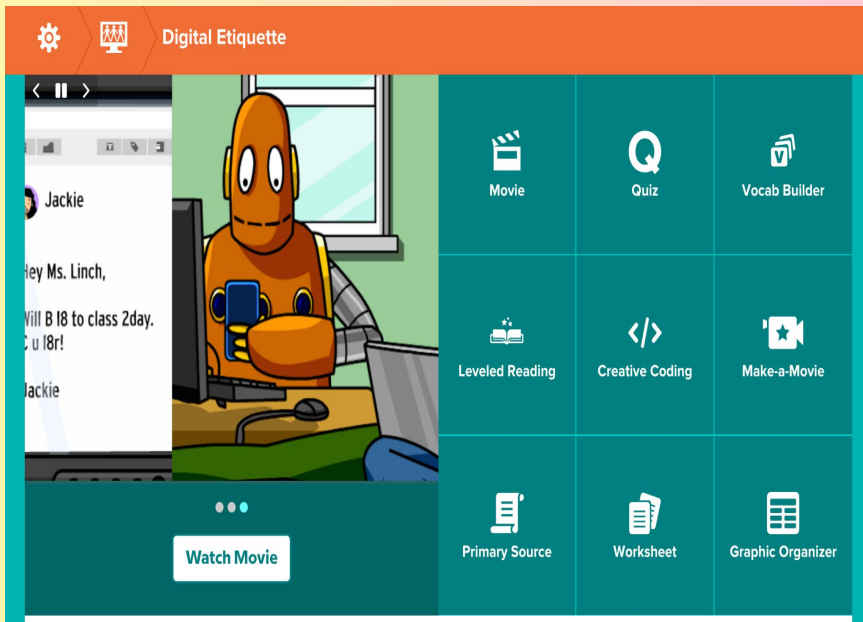 Digital Etiquette
Jackie
Hey Ms. Linch,
Will B l8 to class 2day.
C u l8r!
Jackie
Watch Movie
Movie
Quiz
Vocab Builder
Leveled Reading
Creative Coding
Make-a-Movie
Primary Source
Worksheet
Graphic Organizer